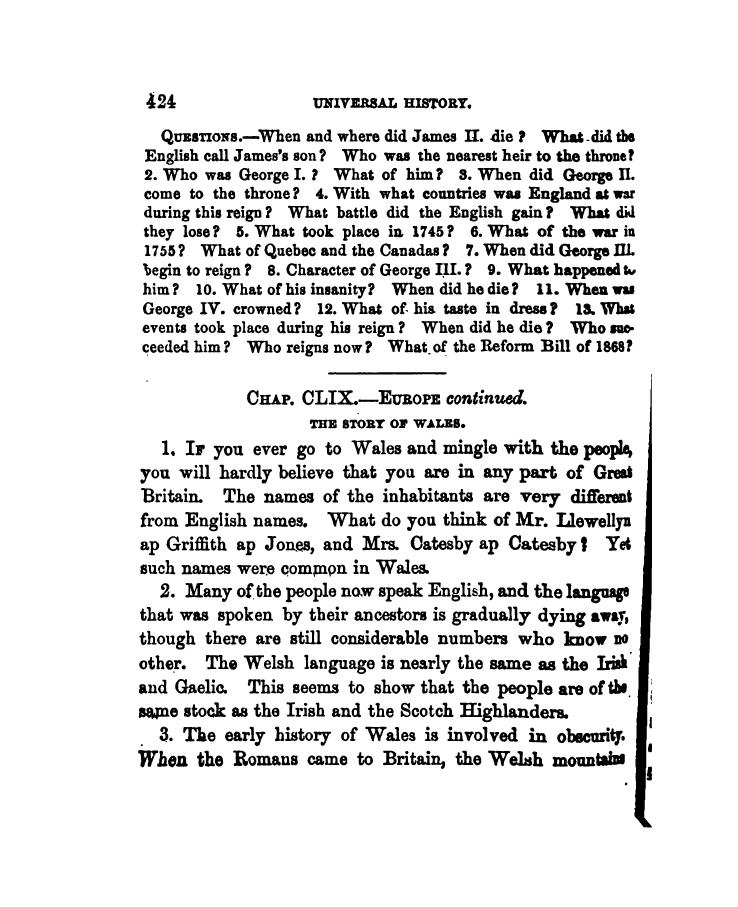 424 UNIVERSAL HISTORY.
QUESTIONS.—When and where did James II. die? What did the
English call James's son? Who was the nearest heir to the throne?
2. Who was George I.? What of him? 3. When did George II.
come to the throne? 4. With what countries was England at war
during this reign? What battle did the English gain? What did
they lose? 5. What took place in 1745? 6. What of the war in
1755? What of Quebec and the Canadas? 7. When did George III.
begin to reign? 8. Character of George III.? 9. What happened to
him? 10. What of his insanity? When did he die? 11. When was
George IV. crowned? 12. What of his taste in dress? 13. What
events took place during his reign? When did he die? Who suc-
ceeded him? Who reigns now? What of the Reform Bill of 1868?
CHAP. CLIX.—EUROPE continued.
THE STORY OF WALES.
1. IF you ever go to Wales and mingle with the people,
you will hardly believe that you are in any part of Great
Britain. The names of the inhabitants are very different
from English names. What do you think of Mr. Llewellyn
ap Griffith ap Jones, and Mrs. Catesby ap Catesby? Yet
such names were common in Wales.
2. Many of the people now speak English, and the language
that was spoken by their ancestors is gradually dying away,
though there are still considerable numbers who know no
other. The Welsh language is nearly the same as the Irish
and Gaelic. This seems to show that the people are of the
same stock as the Irish and the Scotch Highlanders.
3. The early history of Wales is involved in obscurity.
When the Romans came to Britain, the Welsh mountains